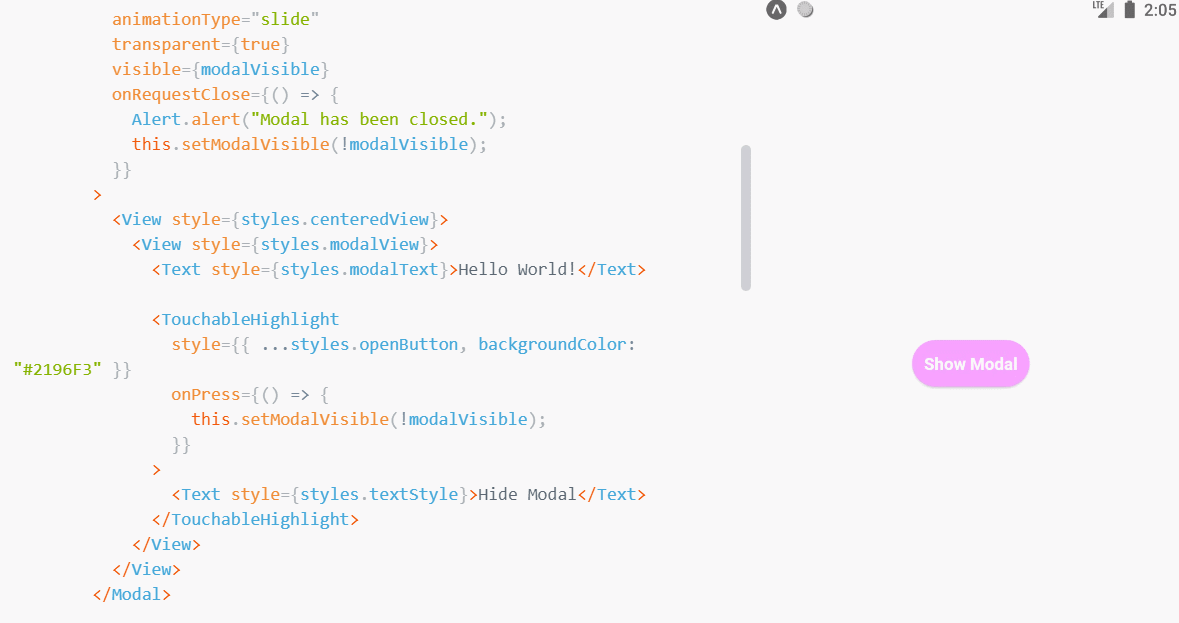 animationType="slide"
transparent={true}
visible={modalVisible}
onRequestClose={() => {
Alert.alert("Modal has been closed.");
this.setModalVisible(!modalVisible);
}}
>
<View style={styles.centeredView}>
<View style={styles.modalView}>
<Text style={styles.modalText}>Hello World!</Text>
<TouchableHighlight
style={{ ...styles.openButton, backgroundColor:
"#2196F3" }}
onPress={() => {
this.setModalVisible(!modalVisible);
}}
>
<Text style={styles.textStyle}>Hide Modal</Text>
</TouchableHighlight>
</View>
</View>
</Modal>
LTE 2:05
Show Modal